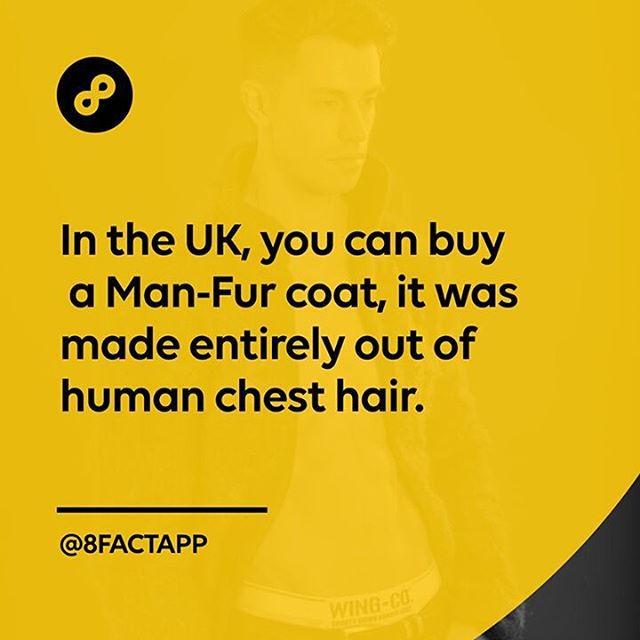 In the UK, you can buy
a Man-Fur coat, it was
made entirely out of
human chest hair.
@8FACTAPP
WING-CO.